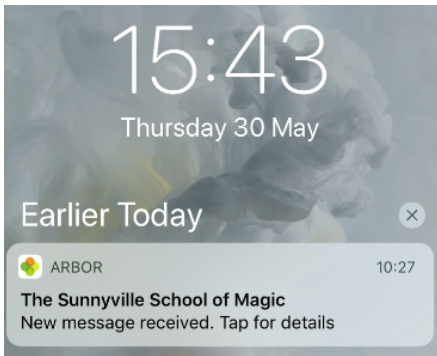 15:43
Thursday 30 May
Earlier Today
ARBOR 10:27
The Sunnyville School of Magic
New message received. Tap for details